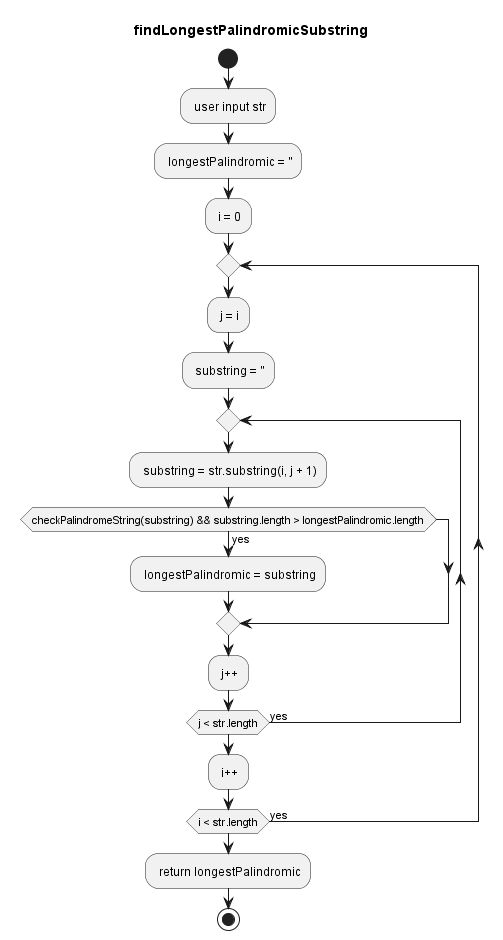 findLongestPalindromicSubstring
user input str
longestPalindromic = ''
i = 0
j = i
substring = ''
substring = str.substring(i, j + 1)
checkPalindromeString(substring) && substring.length > longestPalindromic.length
yes
longestPalindromic = substring
j++
j < str.length
yes
i++
i < str.length
yes
return longestPalindromic